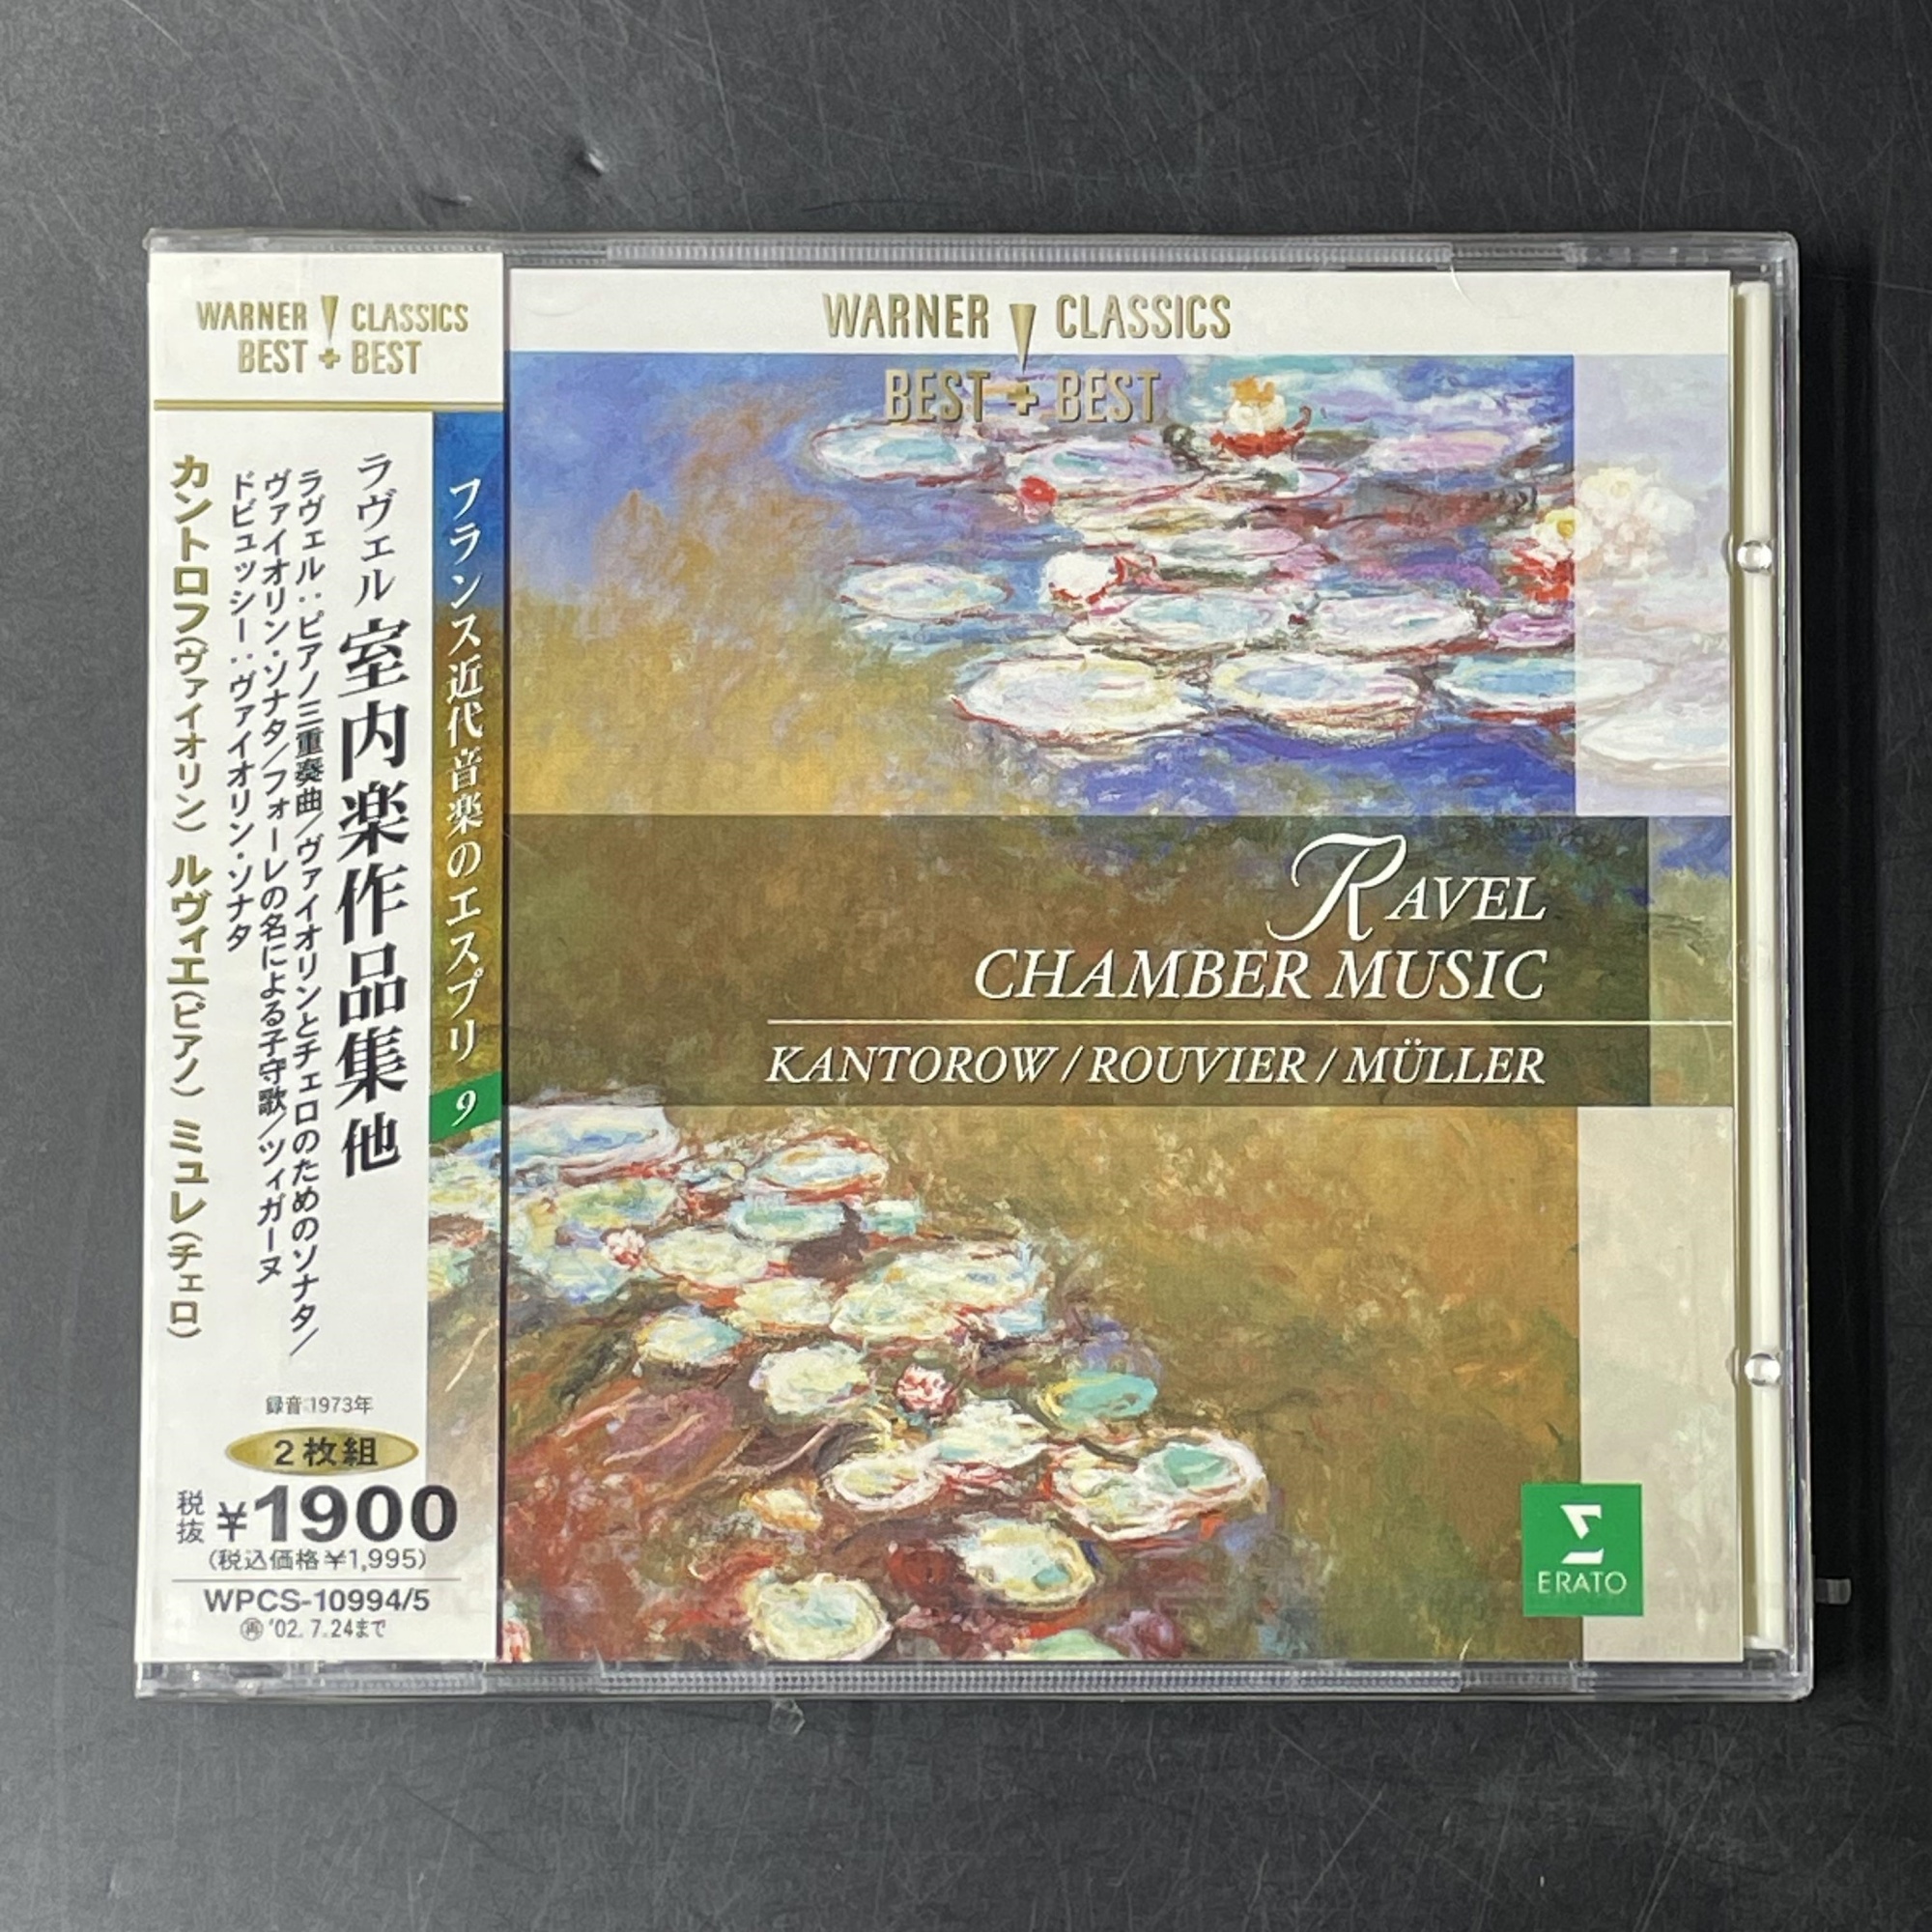 WARNER CLASSICS
BEST + BEST
フランス近代音楽のエスプリ 9
ラヴェル 室内楽作品集 他
ラヴェル:ピアノ三重奏曲/ヴァイオリンとチェロのためのソナタ/
ヴァイオリン・ソナタ/フォーレの名による子守歌/ツィガーヌ
ドビュッシー:ヴァイオリン・ソナタ
カントロフ(ヴァイオリン) ルヴィエ(ピアノ) ミュレ(チェロ)
録音:1973年
2枚組
税抜 ¥1900
(税込価格¥1,995)
WPCS-10994/5
再 '02.7.24まで
WARNER CLASSICS
BEST + BEST
RAVEL
CHAMBER MUSIC
KANTOROW / ROUVIER / MÜLLER
ERATO